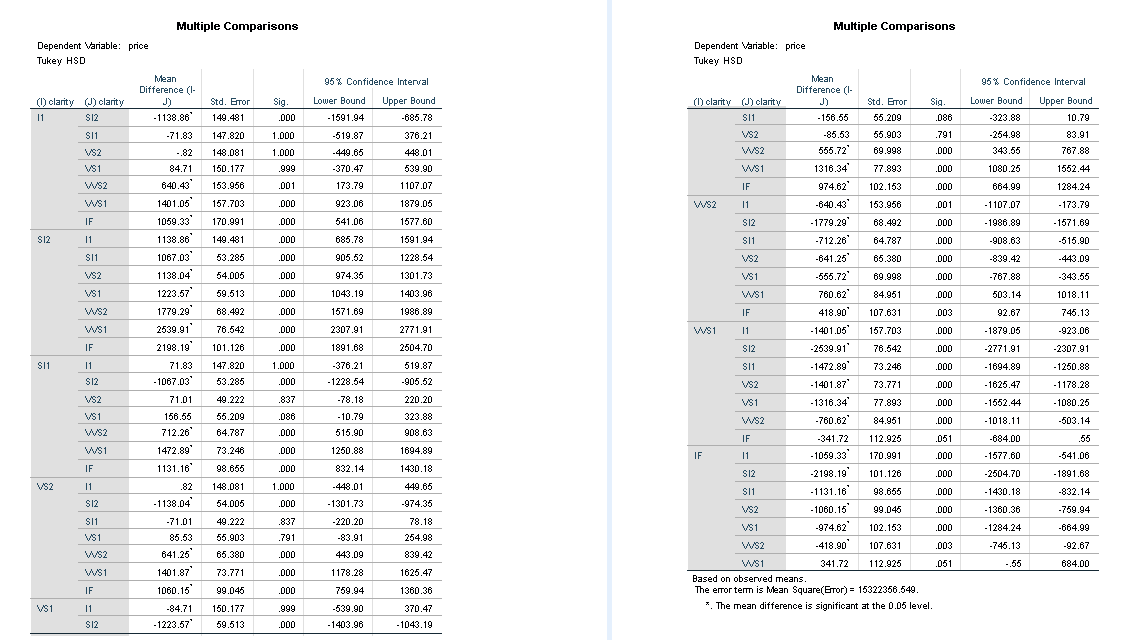 Multiple Comparisons
Dependent Variable: price
Tukey HSD
(I) clarity (J) clarity Mean Difference (I-J) Std. Error Sig. 95% Confidence Interval Lower Bound Upper Bound
I1 SI2 -1138.86* 149.481 .000 -1591.94 -685.78
SI1 -71.83 147.820 1.000 -519.87 376.21
VS2 -.82 148.081 1.000 -449.65 448.01
VS1 84.71 150.177 .999 -370.47 539.90
VVS2 640.43* 153.956 .001 173.79 1107.07
VVS1 1401.05* 157.703 .000 923.06 1879.05
IF 1059.33* 170.991 .000 541.06 1577.60
SI2 I1 1138.86* 149.481 .000 685.78 1591.94
SI1 1067.03* 53.285 .000 905.52 1228.54
VS2 1138.04* 54.005 .000 974.35 1301.73
VS1 1223.57* 59.513 .000 1043.19 1403.96
VVS2 1779.29* 68.492 .000 1571.69 1986.89
VVS1 2539.91* 76.542 .000 2307.91 2771.91
IF 2198.19* 101.126 .000 1891.68 2504.70
SI1 I1 71.83 147.820 1.000 -376.21 519.87
SI2 -1067.03* 53.285 .000 -1228.54 -905.52
VS2 71.01 49.222 .837 -78.18 220.20
VS1 156.55 55.209 .086 -10.79 323.88
VVS2 712.26* 64.787 .000 515.90 908.63
VVS1 1472.89* 73.246 .000 1250.88 1694.89
IF 1131.16* 98.655 .000 832.14 1430.18
VS2 I1 .82 148.081 1.000 -448.01 449.65
SI2 -1138.04* 54.005 .000 -1301.73 -974.35
SI1 -71.01 49.222 .837 -220.20 78.18
VS1 85.53 55.903 .791 -83.91 254.98
VVS2 641.25* 65.380 .000 443.09 839.42
VVS1 1401.87* 73.771 .000 1178.28 1625.47
IF 1060.15* 99.045 .000 759.94 1360.36
VS1 I1 -84.71 150.177 .999 -539.90 370.47
SI2 -1223.57* 59.513 .000 -1403.96 -1043.19
Multiple Comparisons
Dependent Variable: price
Tukey HSD
(I) clarity (J) clarity Mean Difference (I-J) Std. Error Sig. 95% Confidence Interval Lower Bound Upper Bound
SI1 -156.55 55.209 .086 -323.88 10.79
VS2 -85.53 55.903 .791 -254.98 83.91
VVS2 555.72* 69.998 .000 343.55 767.88
VVS1 1316.34* 77.893 .000 1080.25 1552.44
IF 974.62* 102.153 .000 664.99 1284.24
VVS2 I1 -640.43* 153.956 .001 -1107.07 -173.79
SI2 -1779.29* 68.492 .000 -1986.89 -1571.69
SI1 -712.26* 64.787 .000 -908.63 -515.90
VS2 -641.25* 65.380 .000 -839.42 -443.09
VS1 -555.72* 69.998 .000 -767.88 -343.55
VVS1 760.62* 84.951 .000 503.14 1018.11
IF 418.90* 107.631 .003 92.67 745.13
VVS1 I1 -1401.05* 157.703 .000 -1879.05 -923.06
SI2 -2539.91* 76.542 .000 -2771.91 -2307.91
SI1 -1472.89* 73.246 .000 -1694.89 -1250.88
VS2 -1401.87* 73.771 .000 -1625.47 -1178.28
VS1 -1316.34* 77.893 .000 -1552.44 -1080.25
VVS2 -760.62* 84.951 .000 -1018.11 -503.14
IF -341.72 112.925 .051 -684.00 .55
IF I1 -1059.33* 170.991 .000 -1577.60 -541.06
SI2 -2198.19* 101.126 .000 -2504.70 -1891.68
SI1 -1131.16* 98.655 .000 -1430.18 -832.14
VS2 -1060.15* 99.045 .000 -1360.36 -759.94
VS1 -974.62* 102.153 .000 -1284.24 -664.99
VVS2 -418.90* 107.631 .003 -745.13 -92.67
VVS1 341.72 112.925 .051 -.55 684.00
Based on observed means.
The error term is Mean Square(Error) = 15322356.549.
*. The mean difference is significant at the 0.05 level.